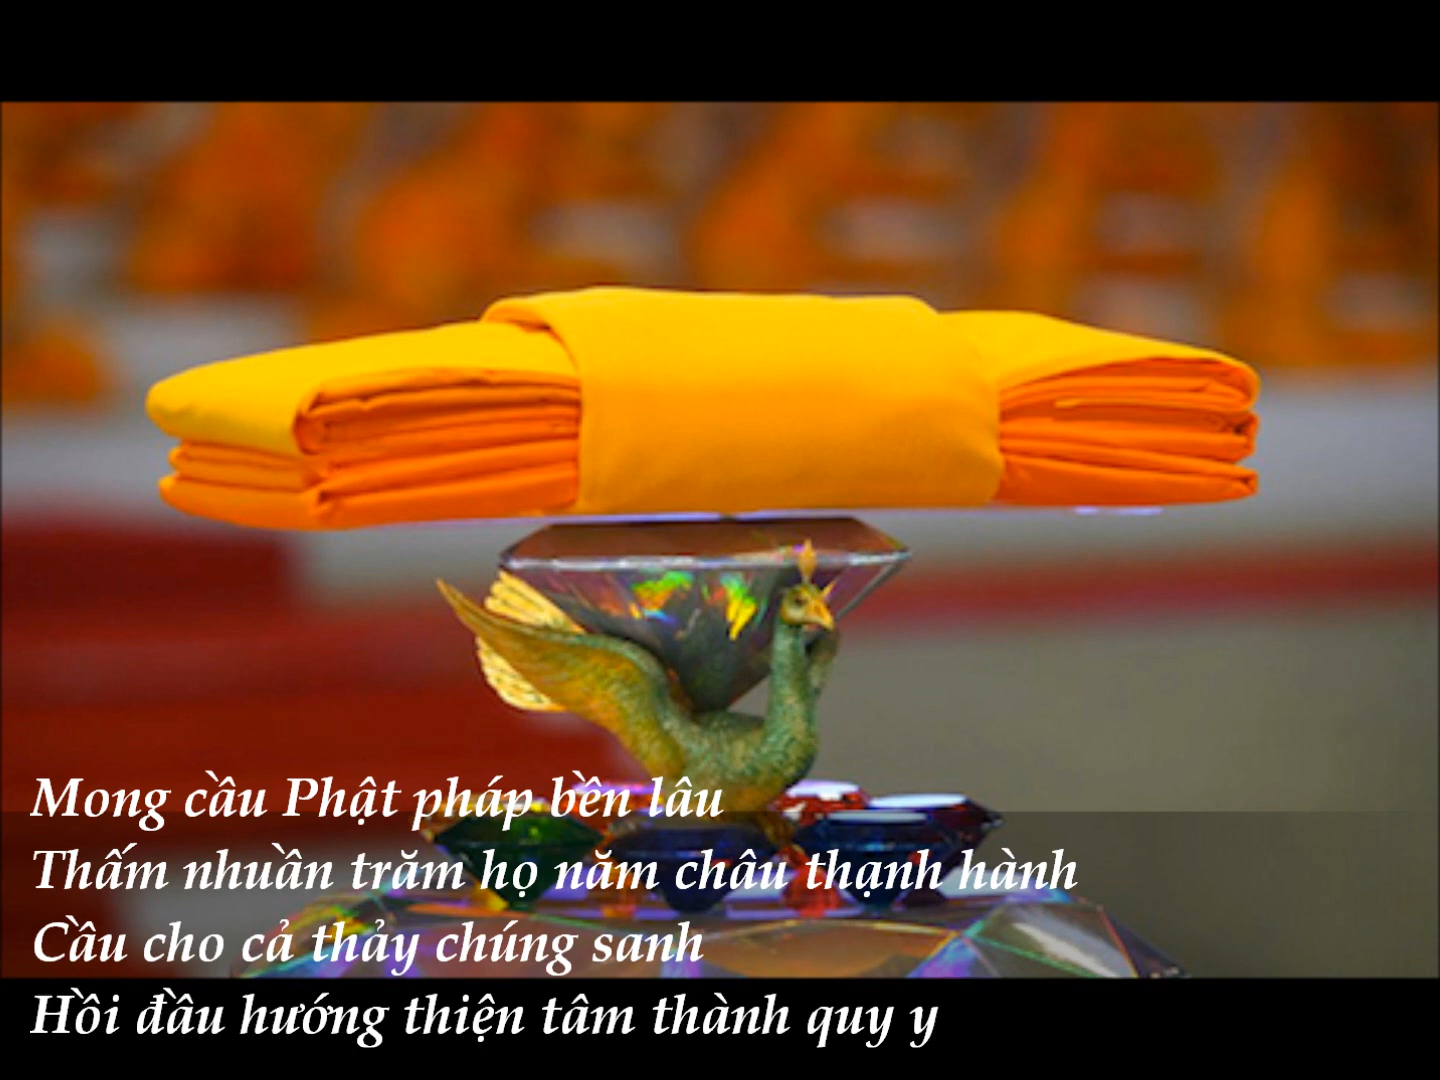 Mong cầu Phật pháp bền lâu
Thấm nhuần trăm họ năm châu thạnh hành
Cầu cho cả thảy chúng sanh
Hồi đầu hướng thiện tâm thành quy y